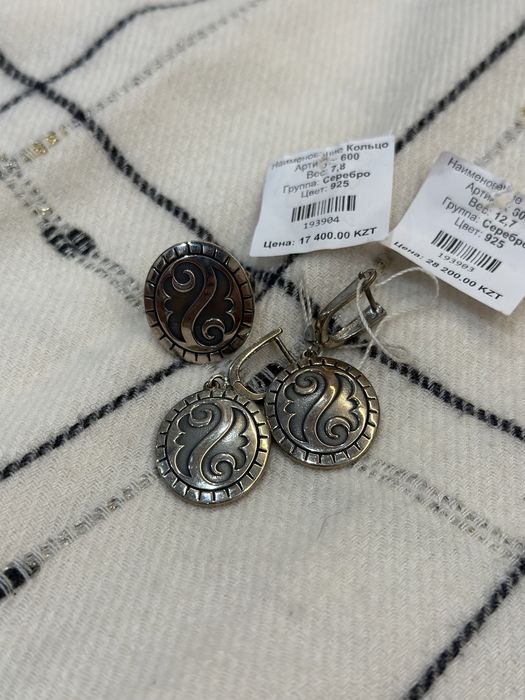 Наименование Кольцо
600
Вес: 7,8
Группа: Серебро
Цвет: 925
193904
Цена: 17 400.00 KZT
Наименование
Вес: 12,7
Группа: Серебро
Цвет: 925
193903
Цена: 28 200.00 KZT